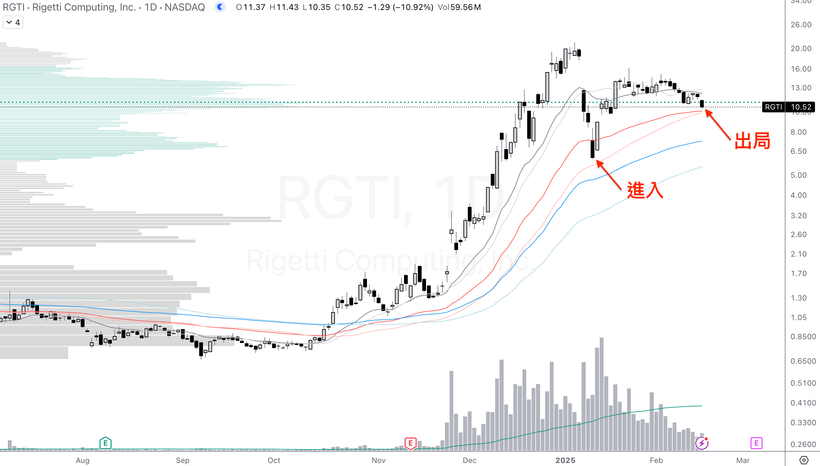 RGTI · Rigetti Computing, Inc. · 1D · NASDAQ O11.37 H11.43 L10.35 C10.52 −1.29 (−10.92%) Vol59.56M
4
34.00
26.00
20.00
16.00
13.00
RGTI 10.52
10.00
出局
8.00
6.50
進入
5.00
RGTI, 1D
4.00
3.20
2.60
Rigetti Computing, Inc.
2.10
1.70
1.30
1.05
0.8500
0.6500
0.5100
0.4100
0.3300
E
E
E
0.2600
Aug Sep Oct Nov Dec 2025 Feb Mar